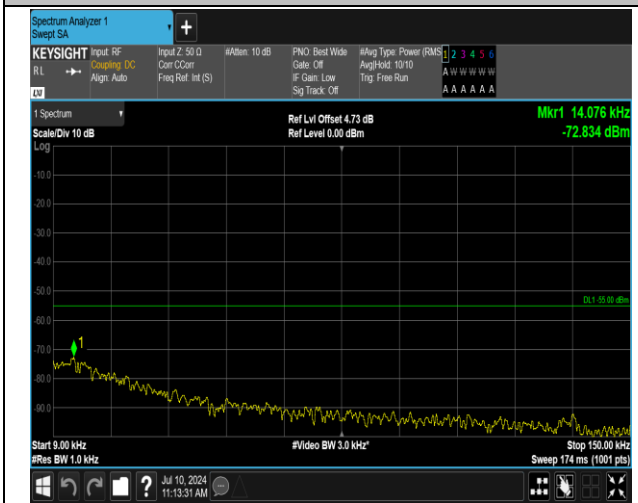 Spectrum Analyzer 1
Swept SA
+
KEYSIGHT
RL
LXI
Input: RF
Coupling: DC
Align: Auto
Input Z: 50 Ω
Corr CCorr
Freq Ref: Int (S)
#Atten: 10 dB
PNO: Best Wide
Gate: Off
IF Gain: Low
Sig Track: Off
#Avg Type: Power (RMS
Avg|Hold: 10/10
Trig: Free Run
1 2 3 4 5 6
A W W W W W
A A A A A A
1 Spectrum
Scale/Div 10 dB
Ref Lvl Offset 4.73 dB
Ref Level 0.00 dBm
Mkr1 14.076 kHz
-72.834 dBm
Log
-10.0
-20.0
-30.0
-40.0
-50.0
DL1 -55.00 dBm
-60.0
-70.0
1
-80.0
-90.0
Start 9.00 kHz
#Video BW 3.0 kHz*
Stop 150.00 kHz
#Res BW 1.0 kHz
Sweep 174 ms (1001 pts)
?
Jul 10, 2024
11:13:31 AM